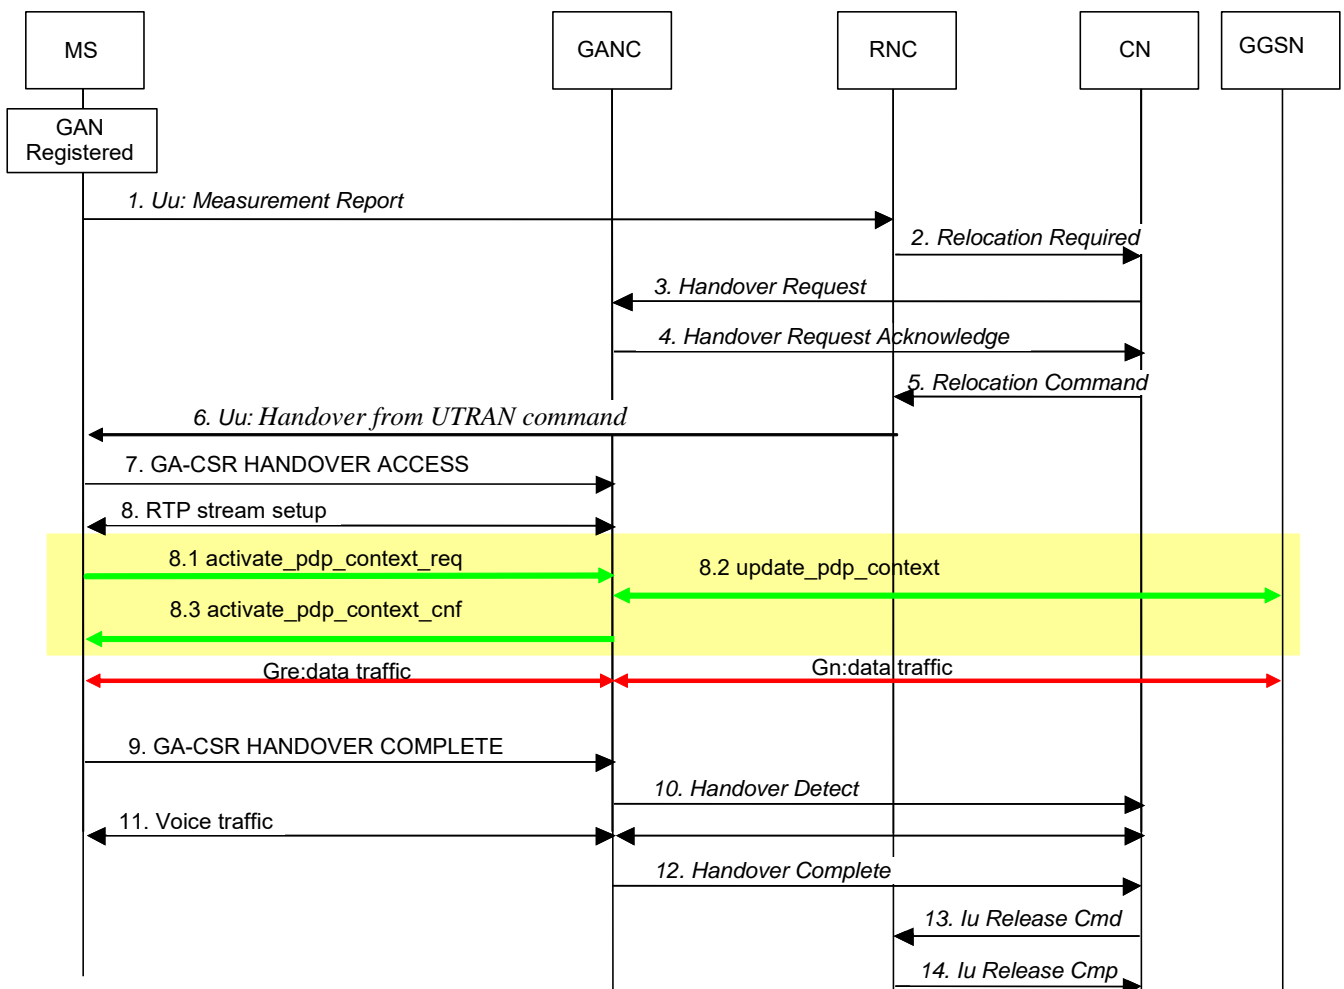 MS
GANC
RNC
CN
GGSN
GAN
Registered
1. Uu: Measurement Report
2. Relocation Required
3. Handover Request
4. Handover Request Acknowledge
5. Relocation Command
6. Uu: Handover from UTRAN command
7. GA-CSR HANDOVER ACCESS
8. RTP stream setup
8.1 activate_pdp_context_req
8.2 update_pdp_context
8.3 activate_pdp_context_cnf
Gre:data traffic
Gn:data traffic
9. GA-CSR HANDOVER COMPLETE
10. Handover Detect
11. Voice traffic
12. Handover Complete
13. Iu Release Cmd
14. Iu Release Cmp